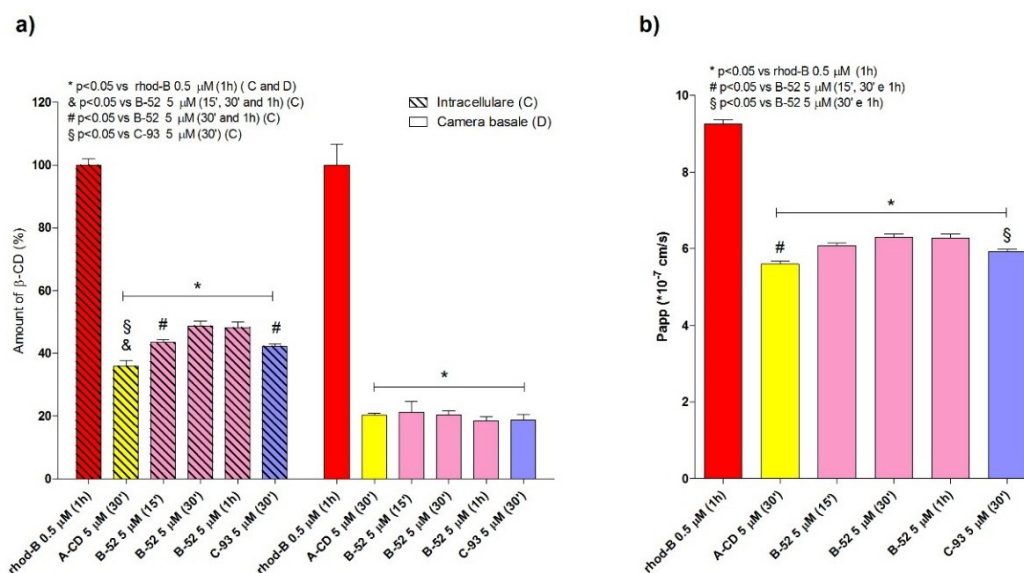 a)
* p<0.05 vs rhod-B 0.5 µM (1h) ( C and D)
& p<0.05 vs B-52 5 µM (15', 30' and 1h) (C)
# p<0.05 vs B-52 5 µM (30' and 1h) (C)
§ p<0.05 vs C-93 5 µM (30') (C)
Intracellulare (C)
Camera basale (D)
Amount of β-CD (%)
120
100
80
60
40
20
0
*
§
&
#
#
*
rhod-B 0.5 µM (1h)
A-CD 5 µM (30')
B-52 5 µM (15')
B-52 5 µM (30')
B-52 5 µM (1h)
C-93 5 µM (30')
rhod-B 0.5 µM (1h)
A-CD 5 µM (30')
B-52 5 µM (15')
B-52 5 µM (30')
B-52 5 µM (1h)
C-93 5 µM (30')
b)
* p<0.05 vs rhod-B 0.5 µM (1h)
# p<0.05 vs B-52 5 µM (15', 30' e 1h)
§ p<0.05 vs B-52 5 µM (30' e 1h)
Papp (*10⁻⁷ cm/s)
10
8
6
4
2
0
*
#
§
rhod-B 0.5 µM (1h)
A-CD 5 µM (30')
B-52 5 µM (15')
B-52 5 µM (30')
B-52 5 µM (1h)
C-93 5 µM (30')